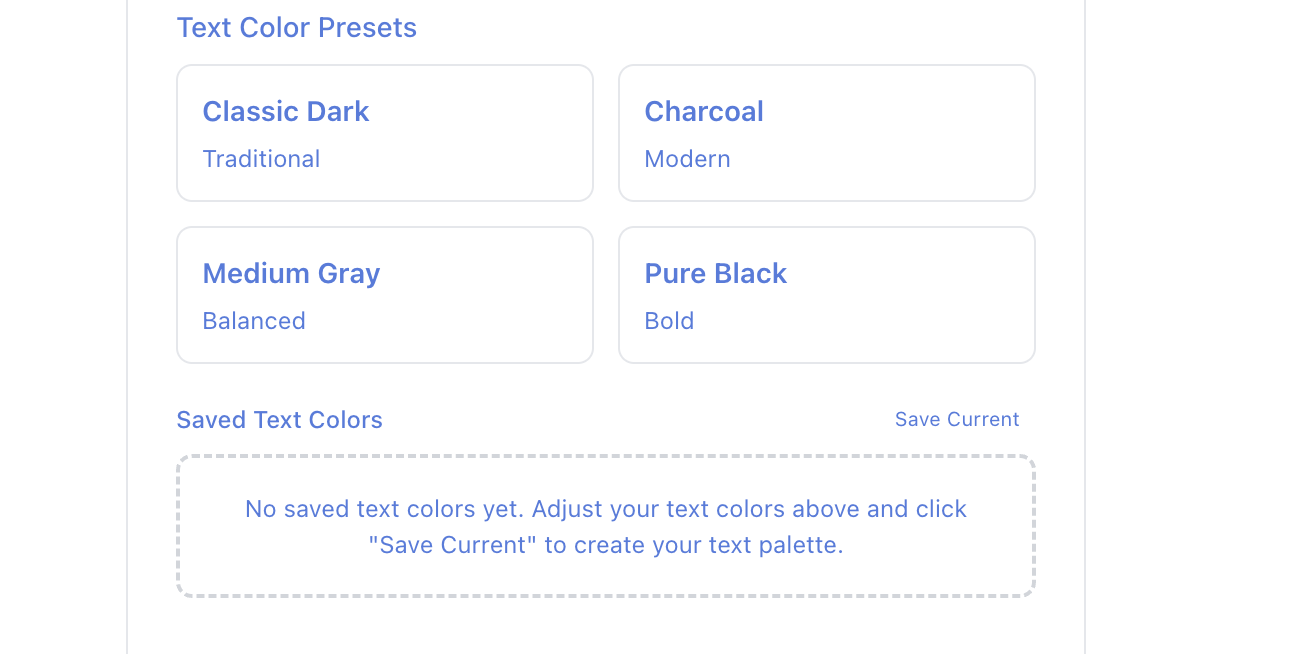 Text Color Presets
Classic Dark
Traditional
Charcoal
Modern
Medium Gray
Balanced
Pure Black
Bold
Saved Text Colors
Save Current
No saved text colors yet. Adjust your text colors above and click
"Save Current" to create your text palette.